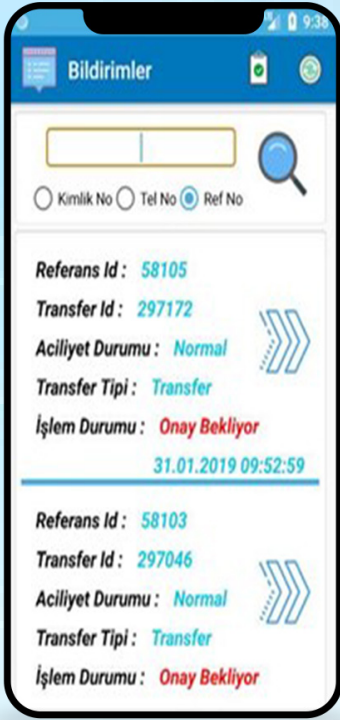 9:38
Bildirimler
Kimlik No Tel No Ref No
Referans Id : 58105
Transfer Id : 297172
Aciliyet Durumu : Normal
Transfer Tipi : Transfer
İşlem Durumu : Onay Bekliyor
31.01.2019 09:52:59
Referans Id : 58103
Transfer Id : 297046
Aciliyet Durumu : Normal
Transfer Tipi : Transfer
İşlem Durumu : Onay Bekliyor